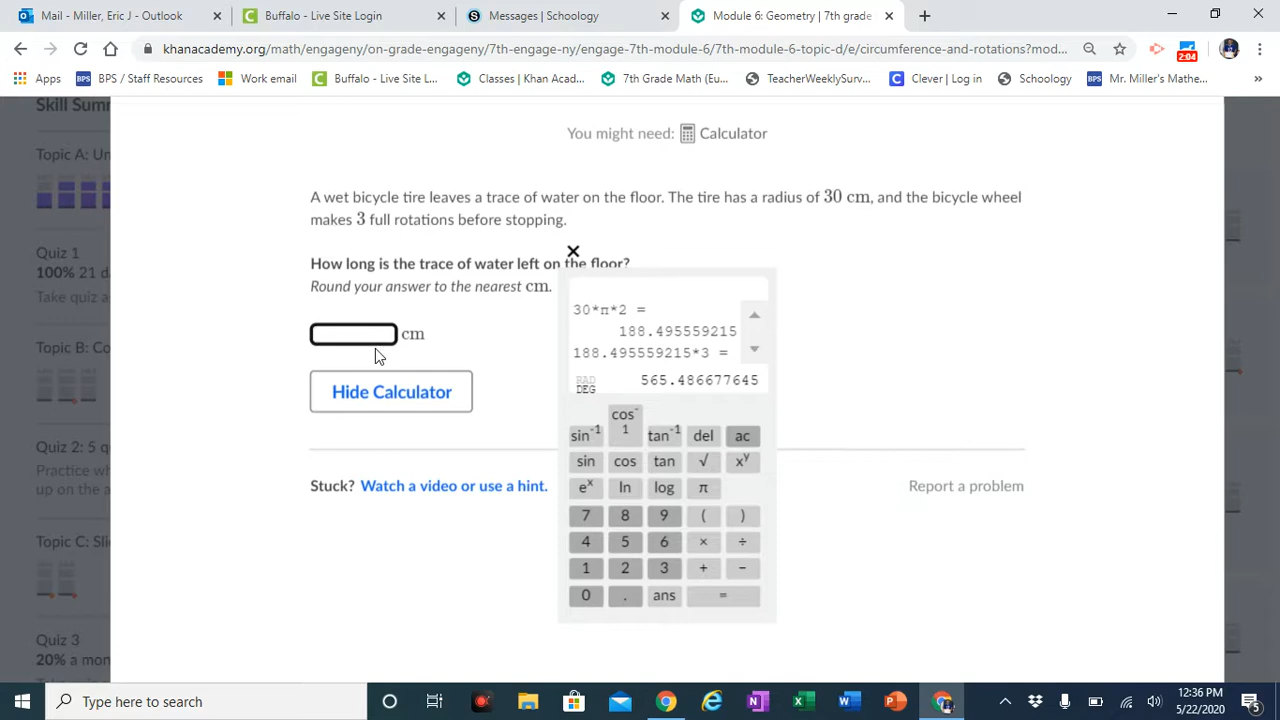 Mail - Miller, Eric J - Outlook
Buffalo - Live Site Login
Messages | Schoology
Module 6: Geometry | 7th grade
khanacademy.org/math/engageny/on-grade-engageny/7th-engage-ny/engage-7th-module-6/7th-module-6-topic-d/e/circumference-and-rotations?mod...
2:04
Apps
BPS / Staff Resources
Work email
Buffalo - Live Site L...
Classes | Khan Acad...
7th Grade Math (Eu...
TeacherWeeklySurv...
Clever | Log in
Schoology
Mr. Miller's Mathe...
Skill Summ
Topic A: Un
Quiz 1
100% 21 d
Take quiz a
Topic B: Co
Quiz 2: 5 q
Practice wh
up on the a
Topic C: Sli
Quiz 3
20% a mon
You might need: Calculator
A wet bicycle tire leaves a trace of water on the floor. The tire has a radius of 30 cm, and the bicycle wheel
makes 3 full rotations before stopping.
How long is the trace of water left on the floor?
Round your answer to the nearest cm.
cm
Hide Calculator
30*π*2 =
188.495559215
188.495559215*3 =
RAD
DEG
565.486677645
sin⁻¹ cos⁻¹ tan⁻¹ del ac
sin cos tan √ xʸ
eˣ ln log π
7 8 9 ( )
4 5 6 × ÷
1 2 3 + −
0 . ans =
Stuck? Watch a video or use a hint.
Report a problem
Type here to search
12:36 PM
5/22/2020
5